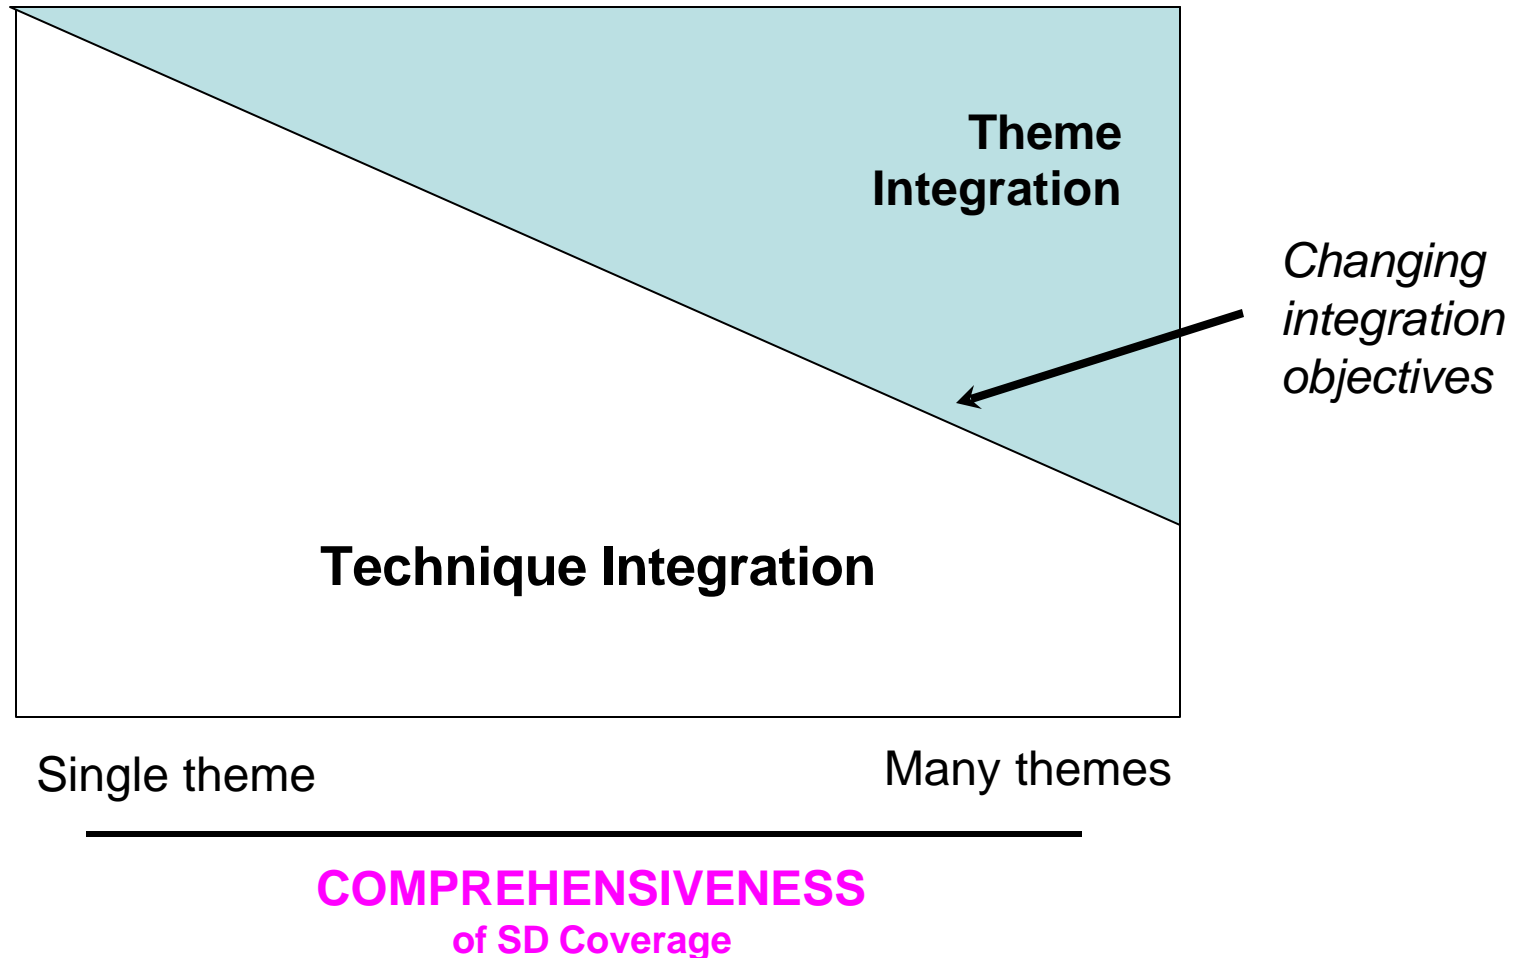 Theme
Integration
Changing
integration
objectives
Technique Integration
Single theme
Many themes
COMPREHENSIVENESS
of SD Coverage